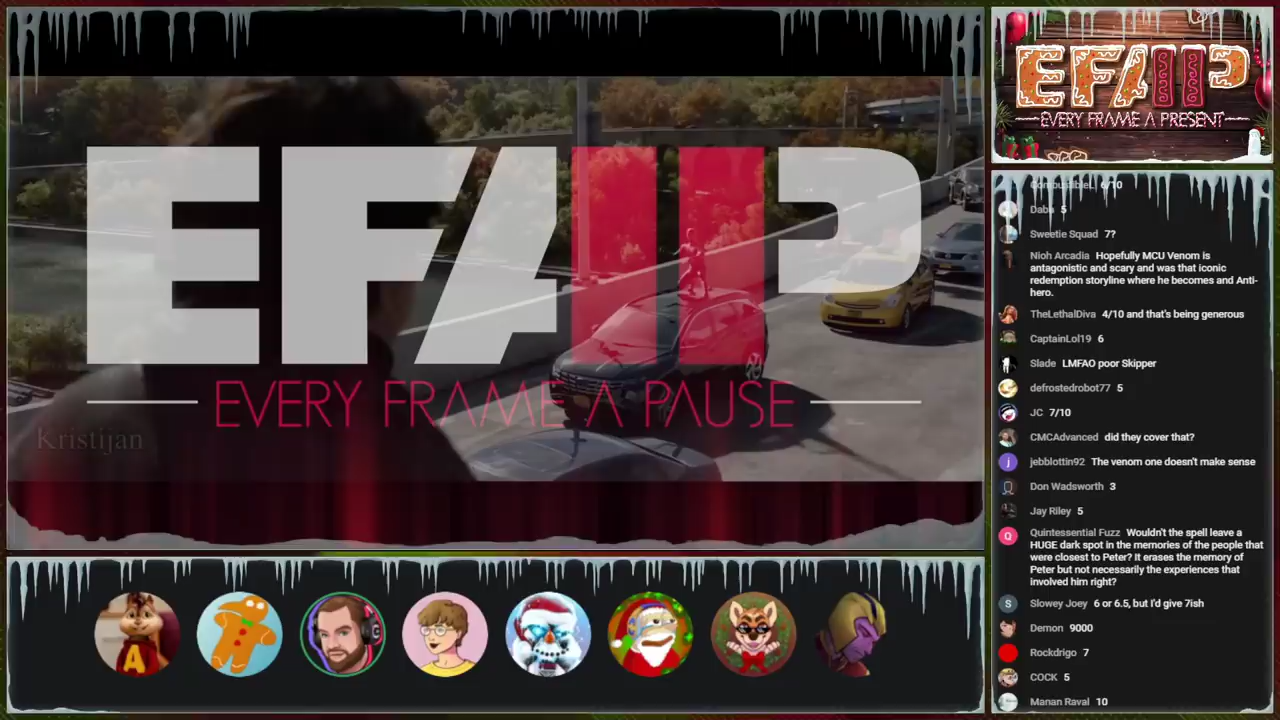 EFAP
EVERY FRAME A PAUSE
Kristijan
EFAP
EVERY FRAME A PRESENT
CombustibleL 6/10
Daba 5
Sweetie Squad 7?
Nioh Arcadia Hopefully MCU Venom is
antagonistic and scary and was that iconic
redemption storyline where he becomes and Anti-
hero.
TheLethalDiva 4/10 and that's being generous
CaptainLol19 6
Slade LMFAO poor Skipper
defrostedrobot77 5
JC 7/10
CMCAdvanced did they cover that?
jebblottin92 The venom one doesn't make sense
Don Wadsworth 3
Jay Riley 5
Quintessential Fuzz Wouldn't the spell leave a
HUGE dark spot in the memories of the people that
were closest to Peter? It erases the memory of
Peter but not necessarily the experiences that
involved him right?
Slowey Joey 6 or 6.5, but I'd give 7ish
Demon 9000
Rockdrigo 7
COCK 5
Manan Raval 10
A
j
Q
S